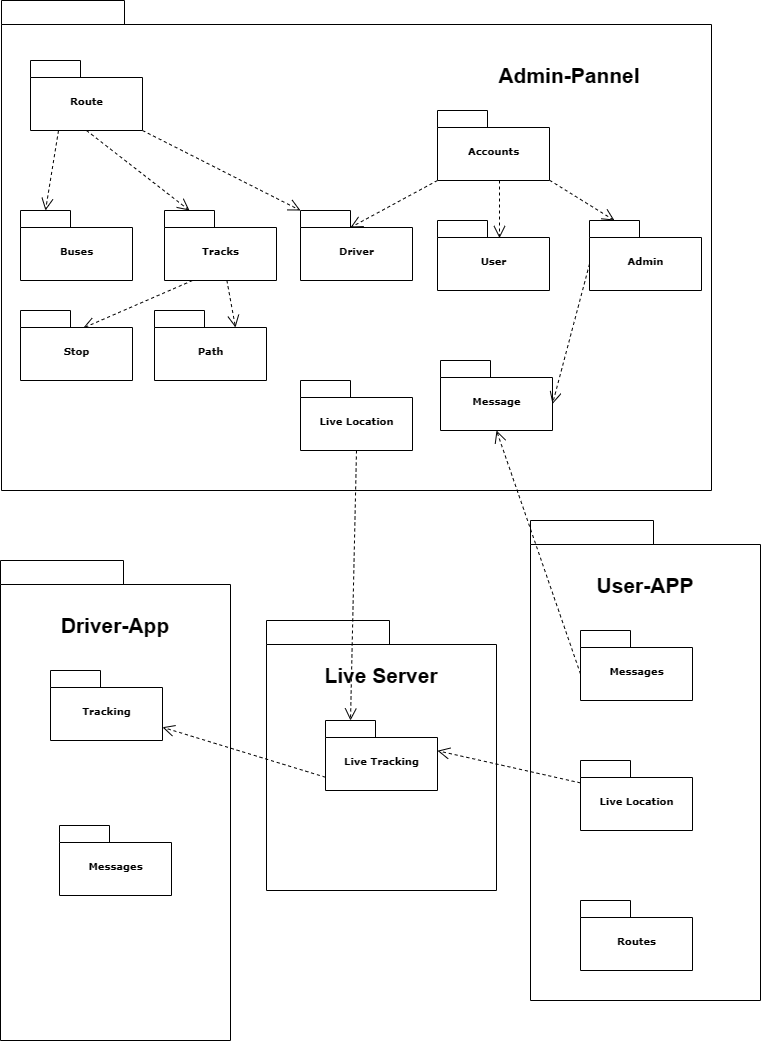 Admin-Pannel
Route
Accounts
Buses
Tracks
Driver
User
Admin
Stop
Path
Live Location
Message
Driver-App
Tracking
Messages
Live Server
Live Tracking
User-APP
Messages
Live Location
Routes